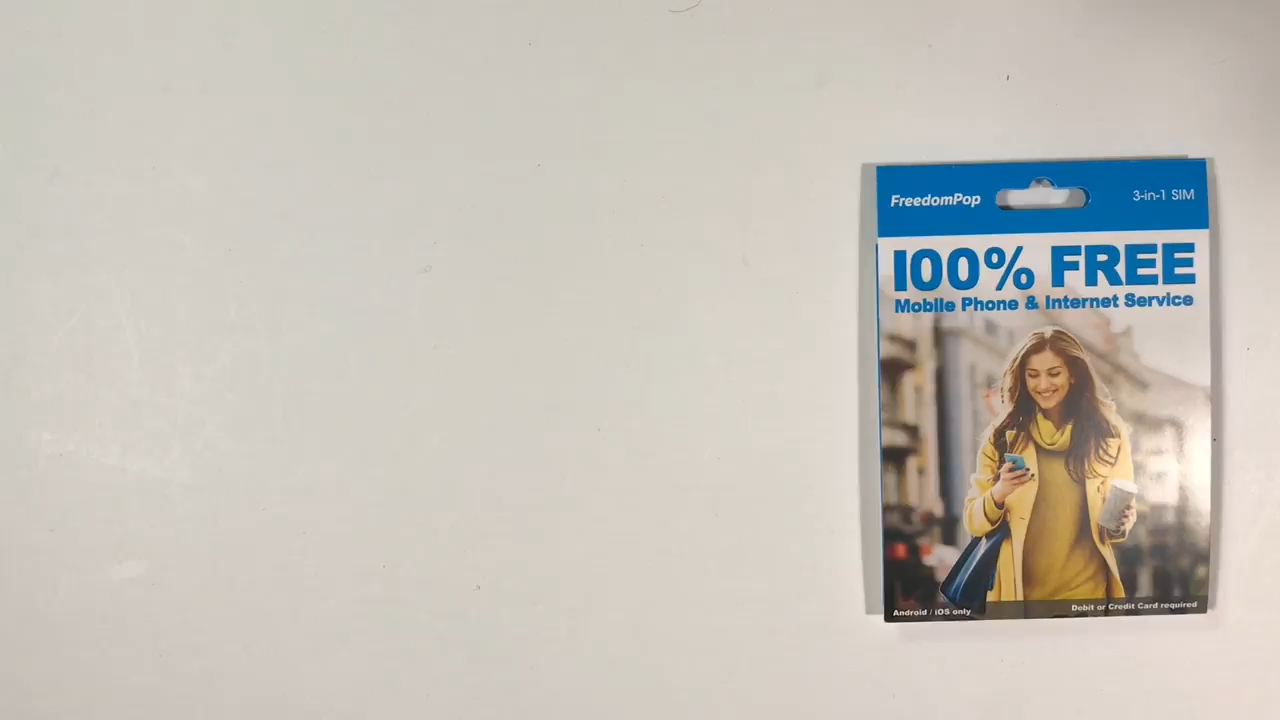 FreedomPop
3-in-1 SIM
100% FREE
Mobile Phone & Internet Service
Android / iOS only
Debit or Credit Card required